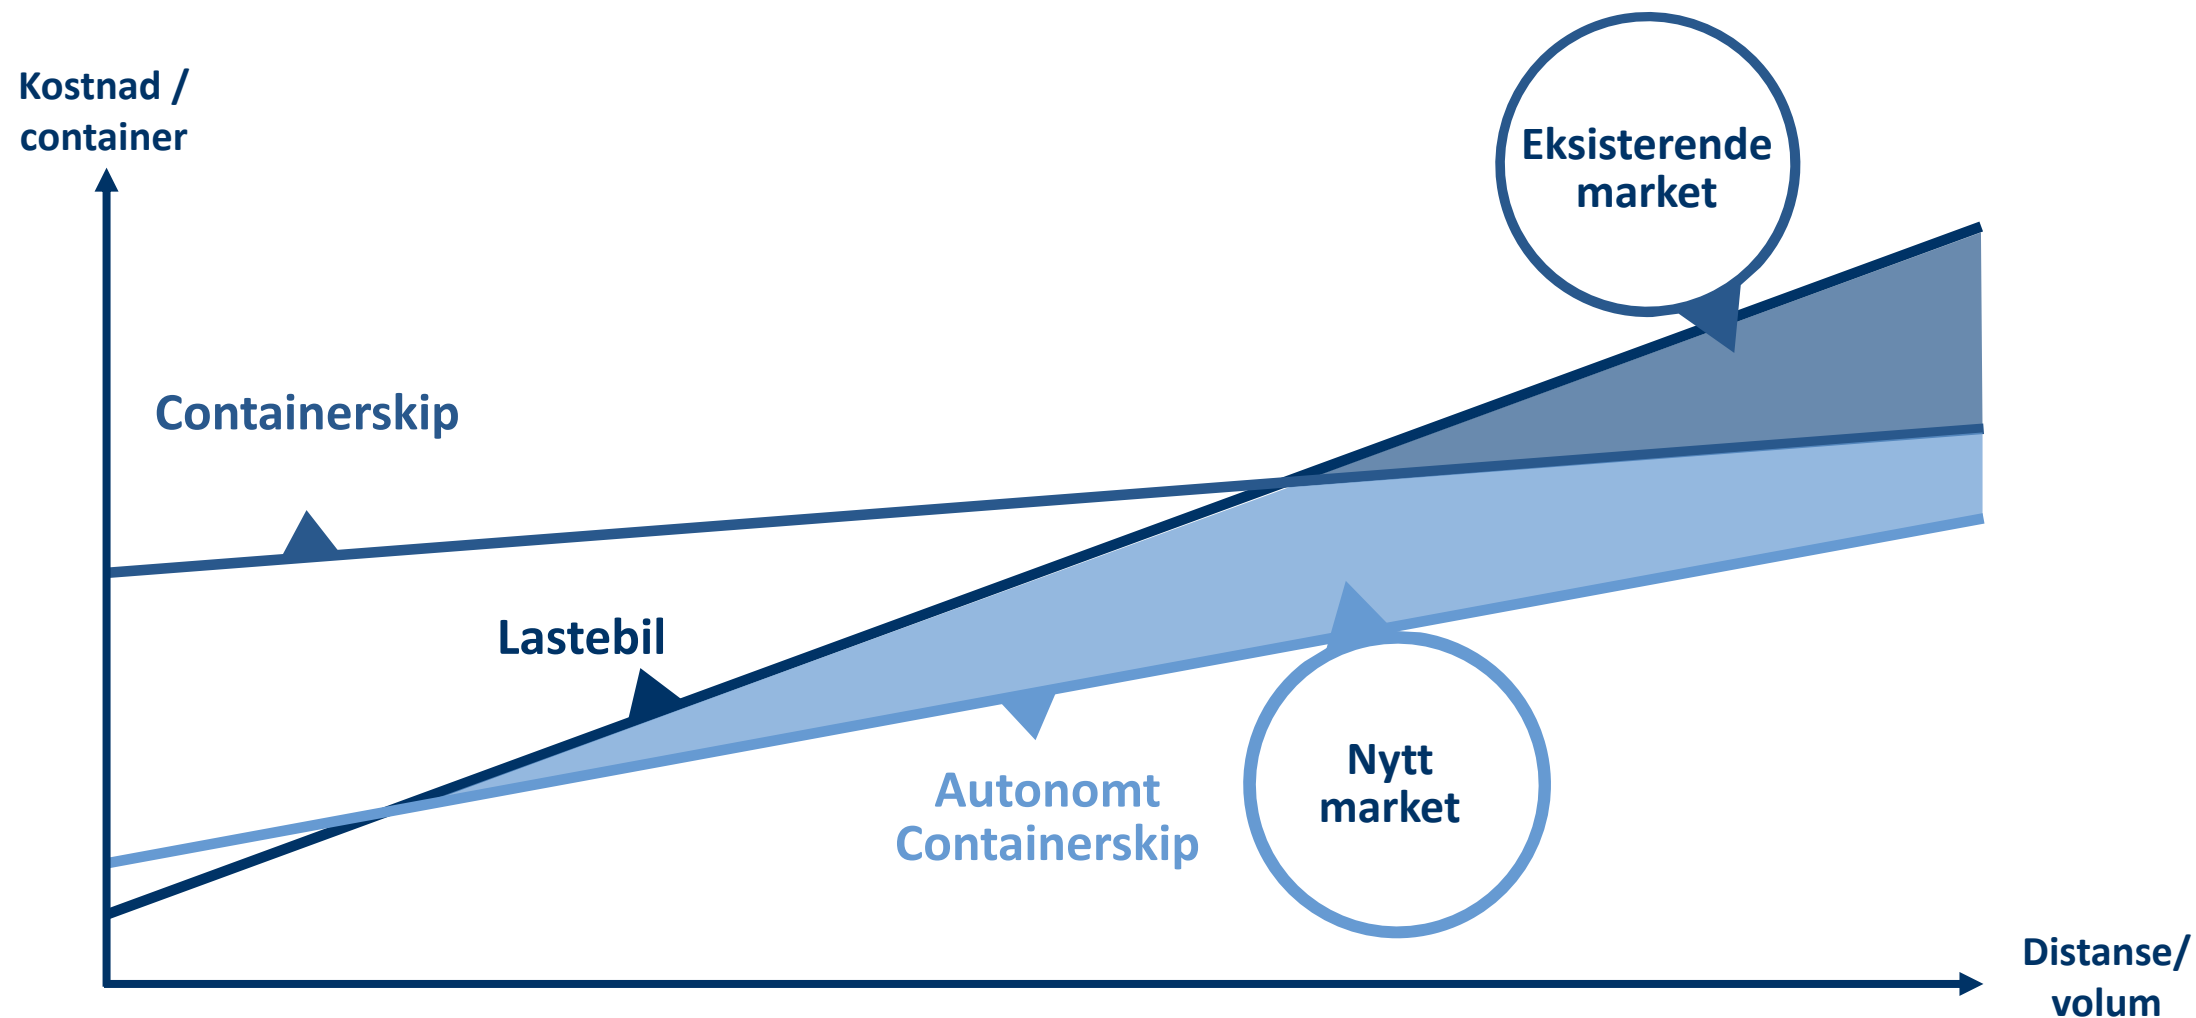 Kostnad /
container
Eksisterende
market
Containerskip
Lastebil
Autonomt
Containerskip
Nytt
market
Distanse/
volum